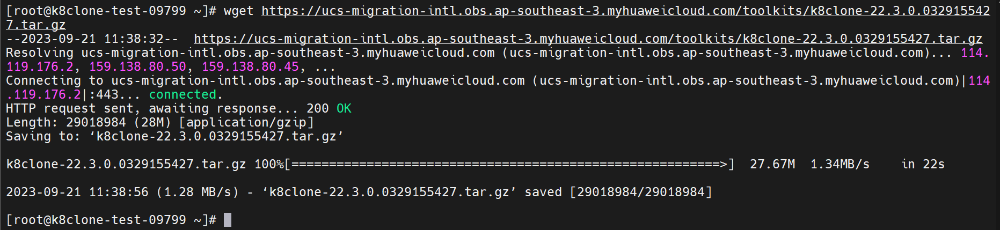 [root@k8clone-test-09799 ~]# wget https://ucs-migration-intl.obs.ap-southeast-3.myhuaweicloud.com/toolkits/k8clone-22.3.0.032915542
7.tar.gz
--2023-09-21 11:38:32--  https://ucs-migration-intl.obs.ap-southeast-3.myhuaweicloud.com/toolkits/k8clone-22.3.0.0329155427.tar.gz
Resolving ucs-migration-intl.obs.ap-southeast-3.myhuaweicloud.com (ucs-migration-intl.obs.ap-southeast-3.myhuaweicloud.com)... 114.
119.176.2, 159.138.80.50, 159.138.80.45, ...
Connecting to ucs-migration-intl.obs.ap-southeast-3.myhuaweicloud.com (ucs-migration-intl.obs.ap-southeast-3.myhuaweicloud.com)|114
.119.176.2|:443... connected.
HTTP request sent, awaiting response... 200 OK
Length: 29018984 (28M) [application/gzip]
Saving to: ‘k8clone-22.3.0.0329155427.tar.gz’
k8clone-22.3.0.0329155427.tar.gz 100%[=========================================================>]  27.67M  1.34MB/s    in 22s
2023-09-21 11:38:56 (1.28 MB/s) - ‘k8clone-22.3.0.0329155427.tar.gz’ saved [29018984/29018984]
[root@k8clone-test-09799 ~]#